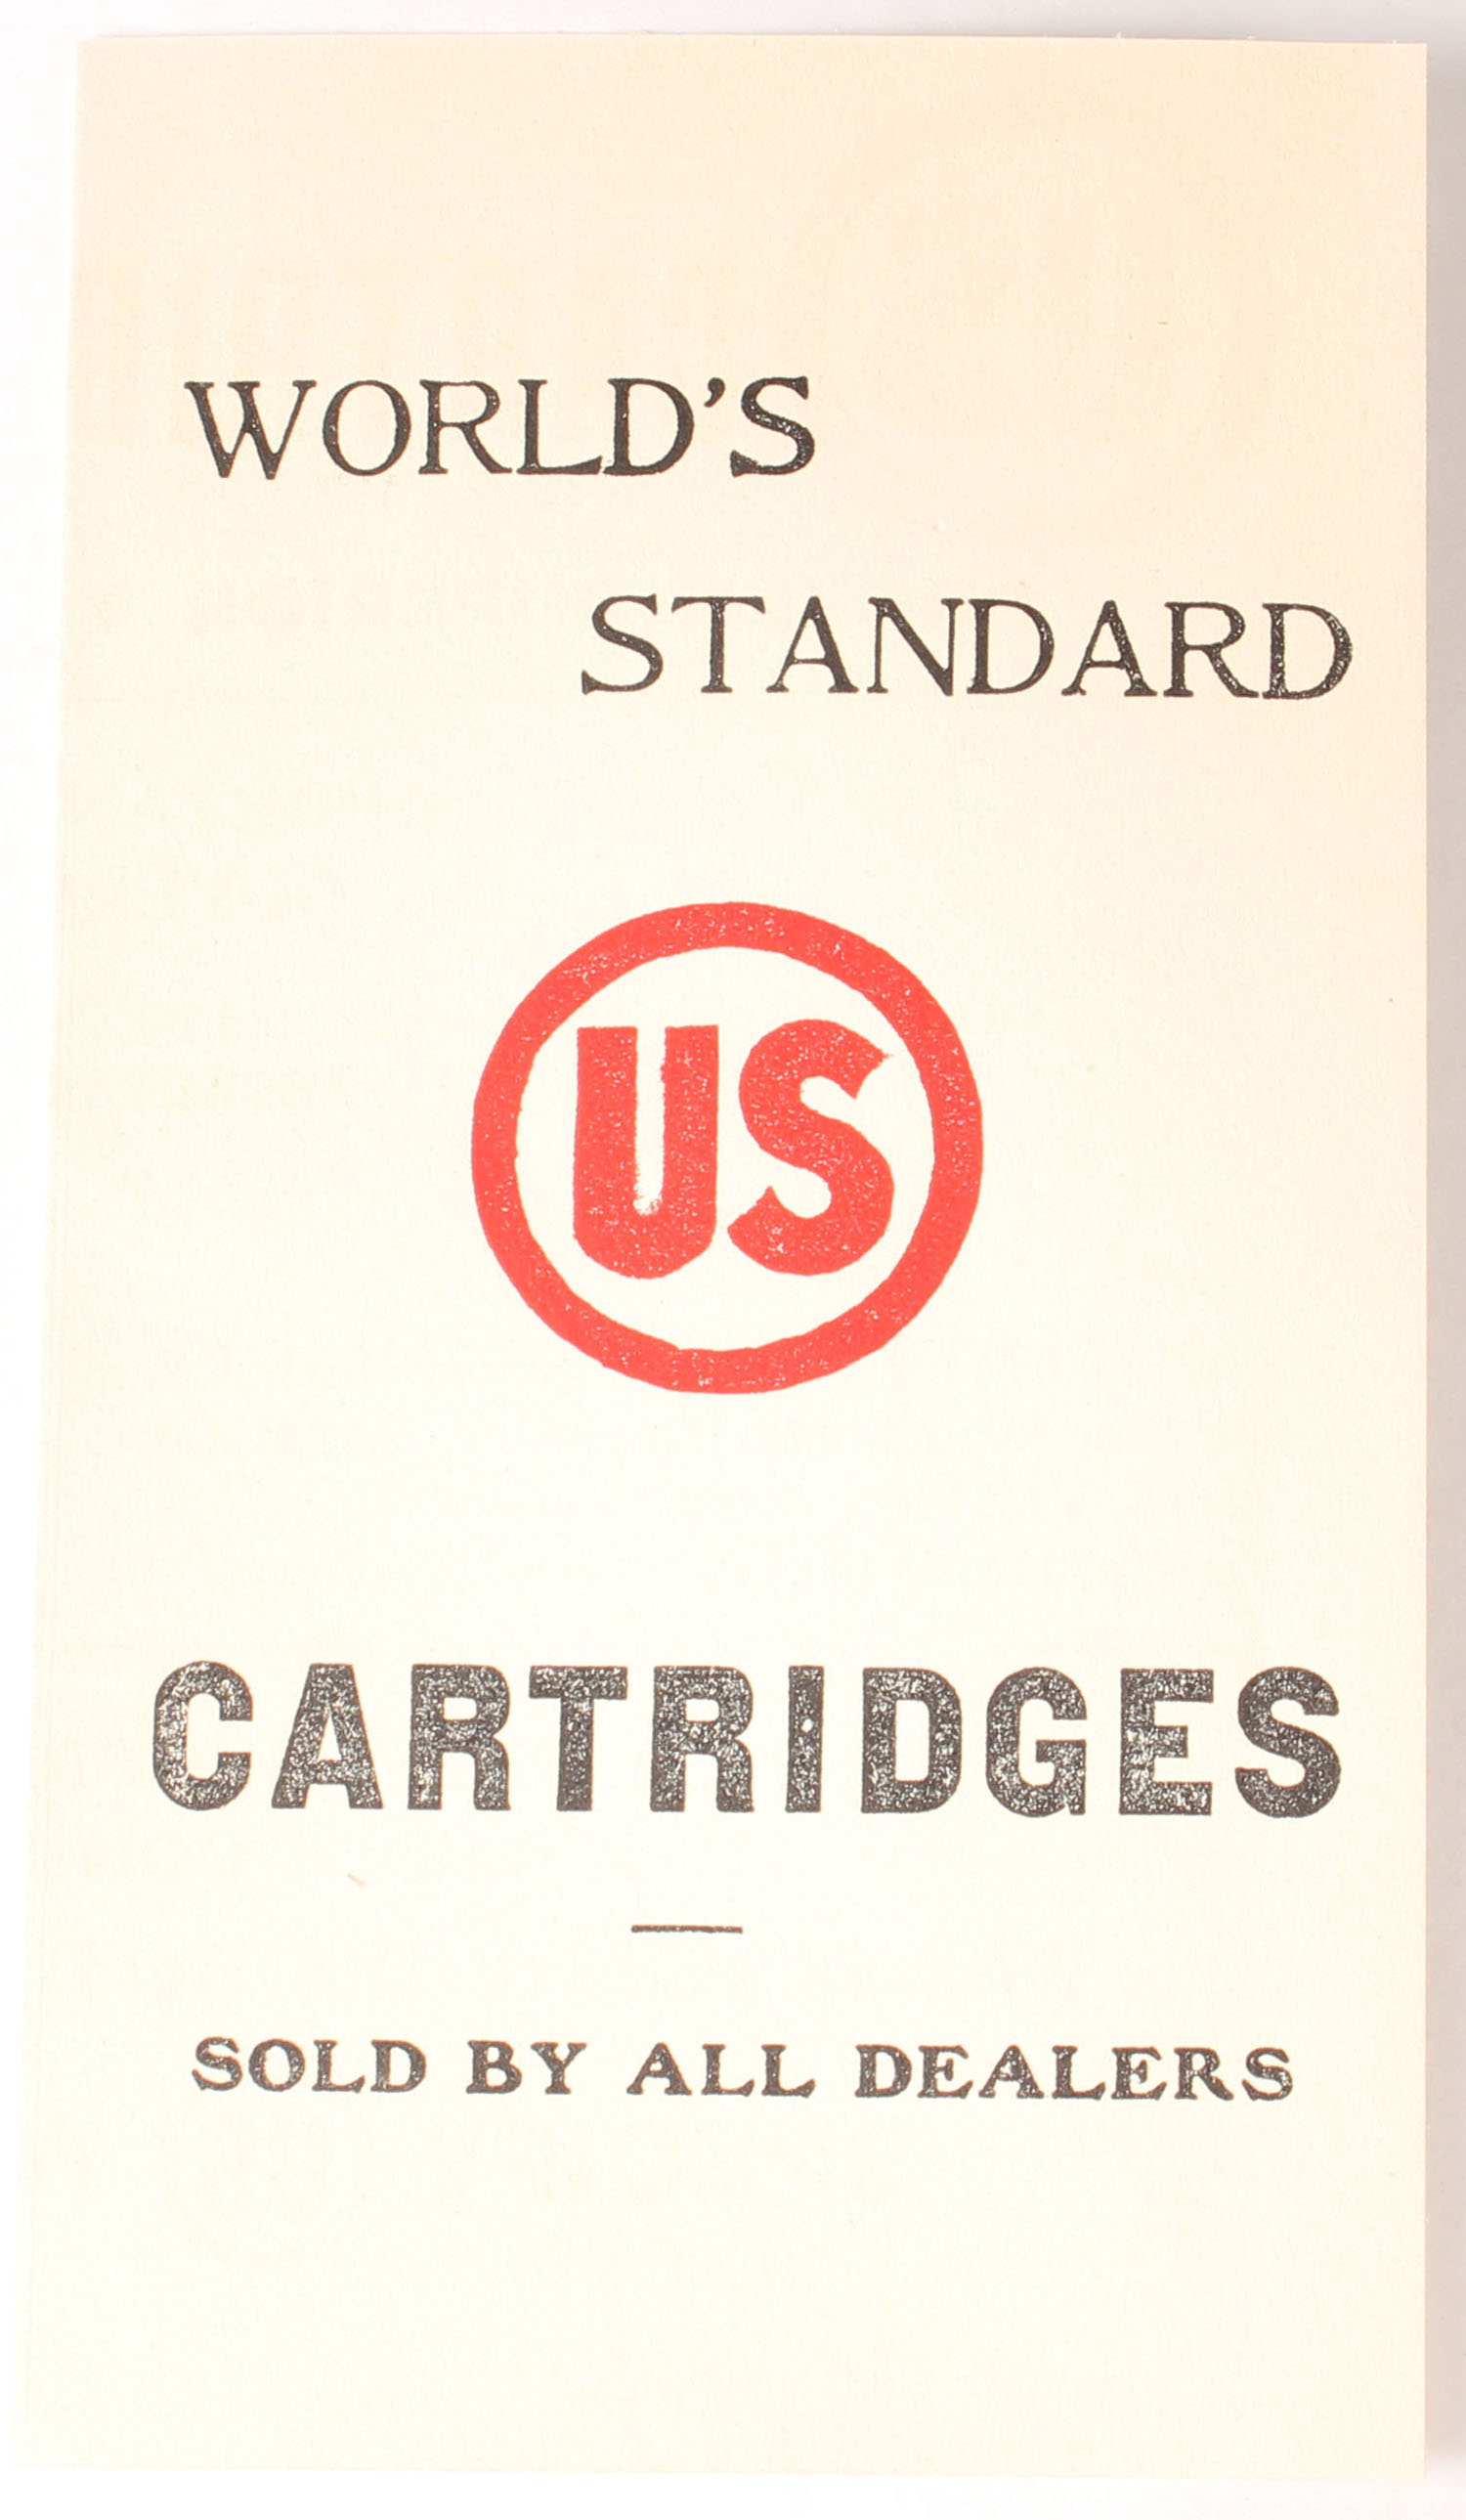 WORLD'S
STANDARD
US
CARTRIDGES
SOLD BY ALL DEALERS